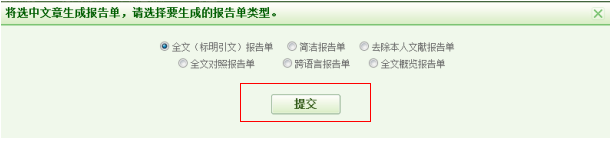 将选中文章生成报告单，请选择要生成的报告单类型。
全文（标明引文）报告单 简洁报告单 去除本人文献报告单
全文对照报告单 跨语言报告单 全文概览报告单
提交